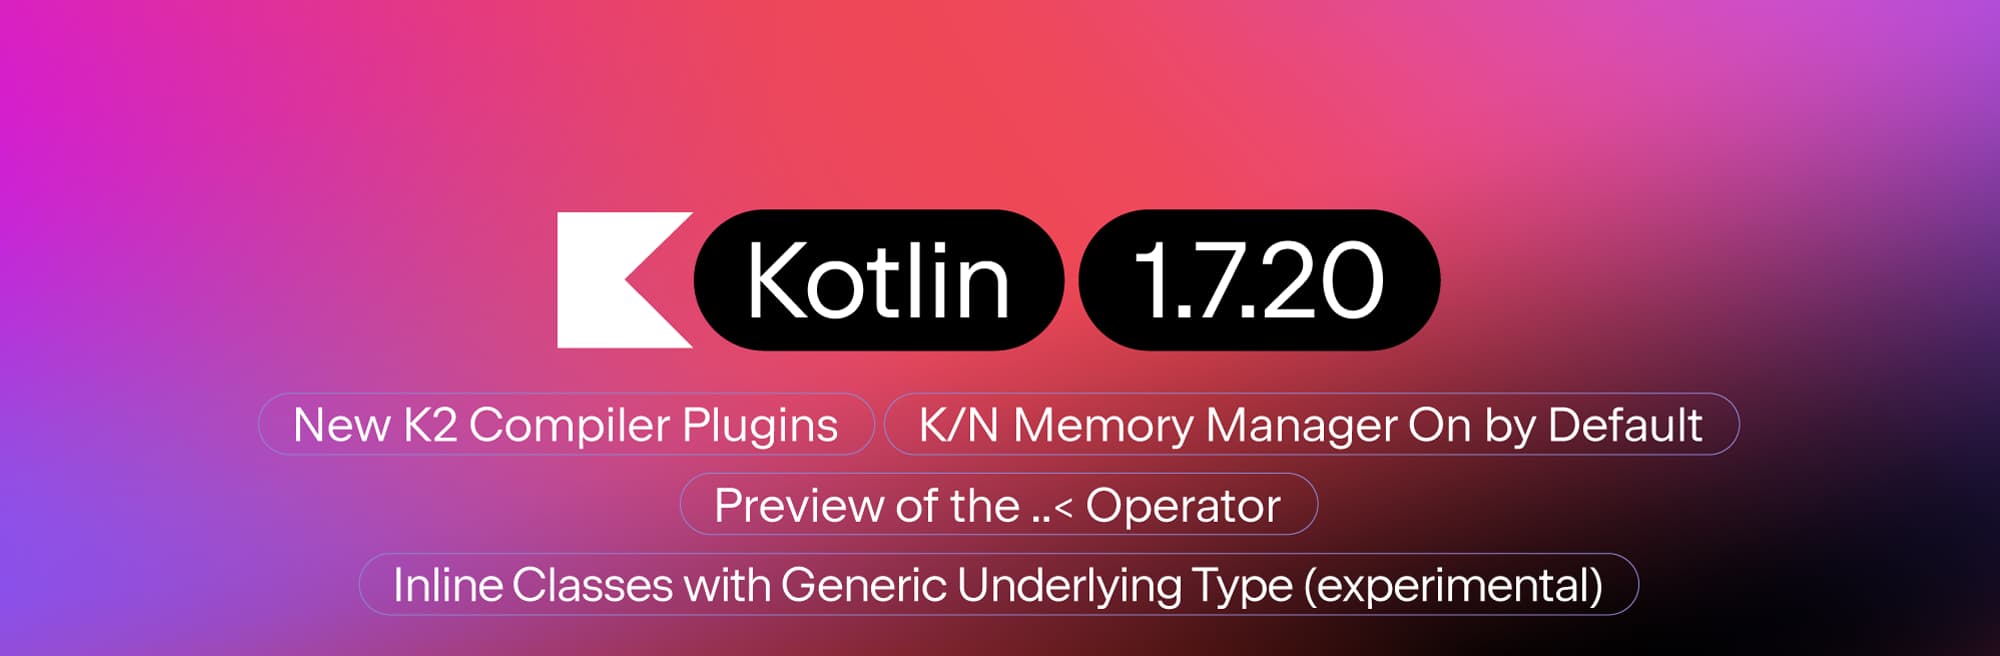 Kotlin 1.7.20
New K2 Compiler Plugins K/N Memory Manager On by Default
Preview of the ..< Operator
Inline Classes with Generic Underlying Type (experimental)